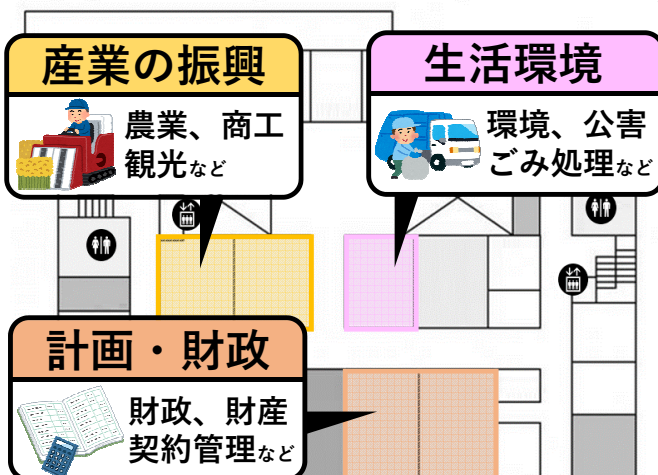 産業の振興
農業、商工
観光など
生活環境
環境、公害
ごみ処理など
計画・財政
財政、財産
契約管理など